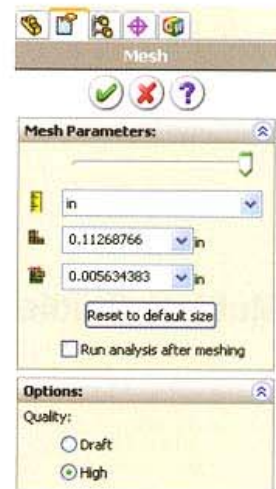 Mesh
?
Mesh Parameters:
in
0.11268766 in
0.005634383 in
Reset to default size
Run analysis after meshing
Options:
Quality:
Draft
High